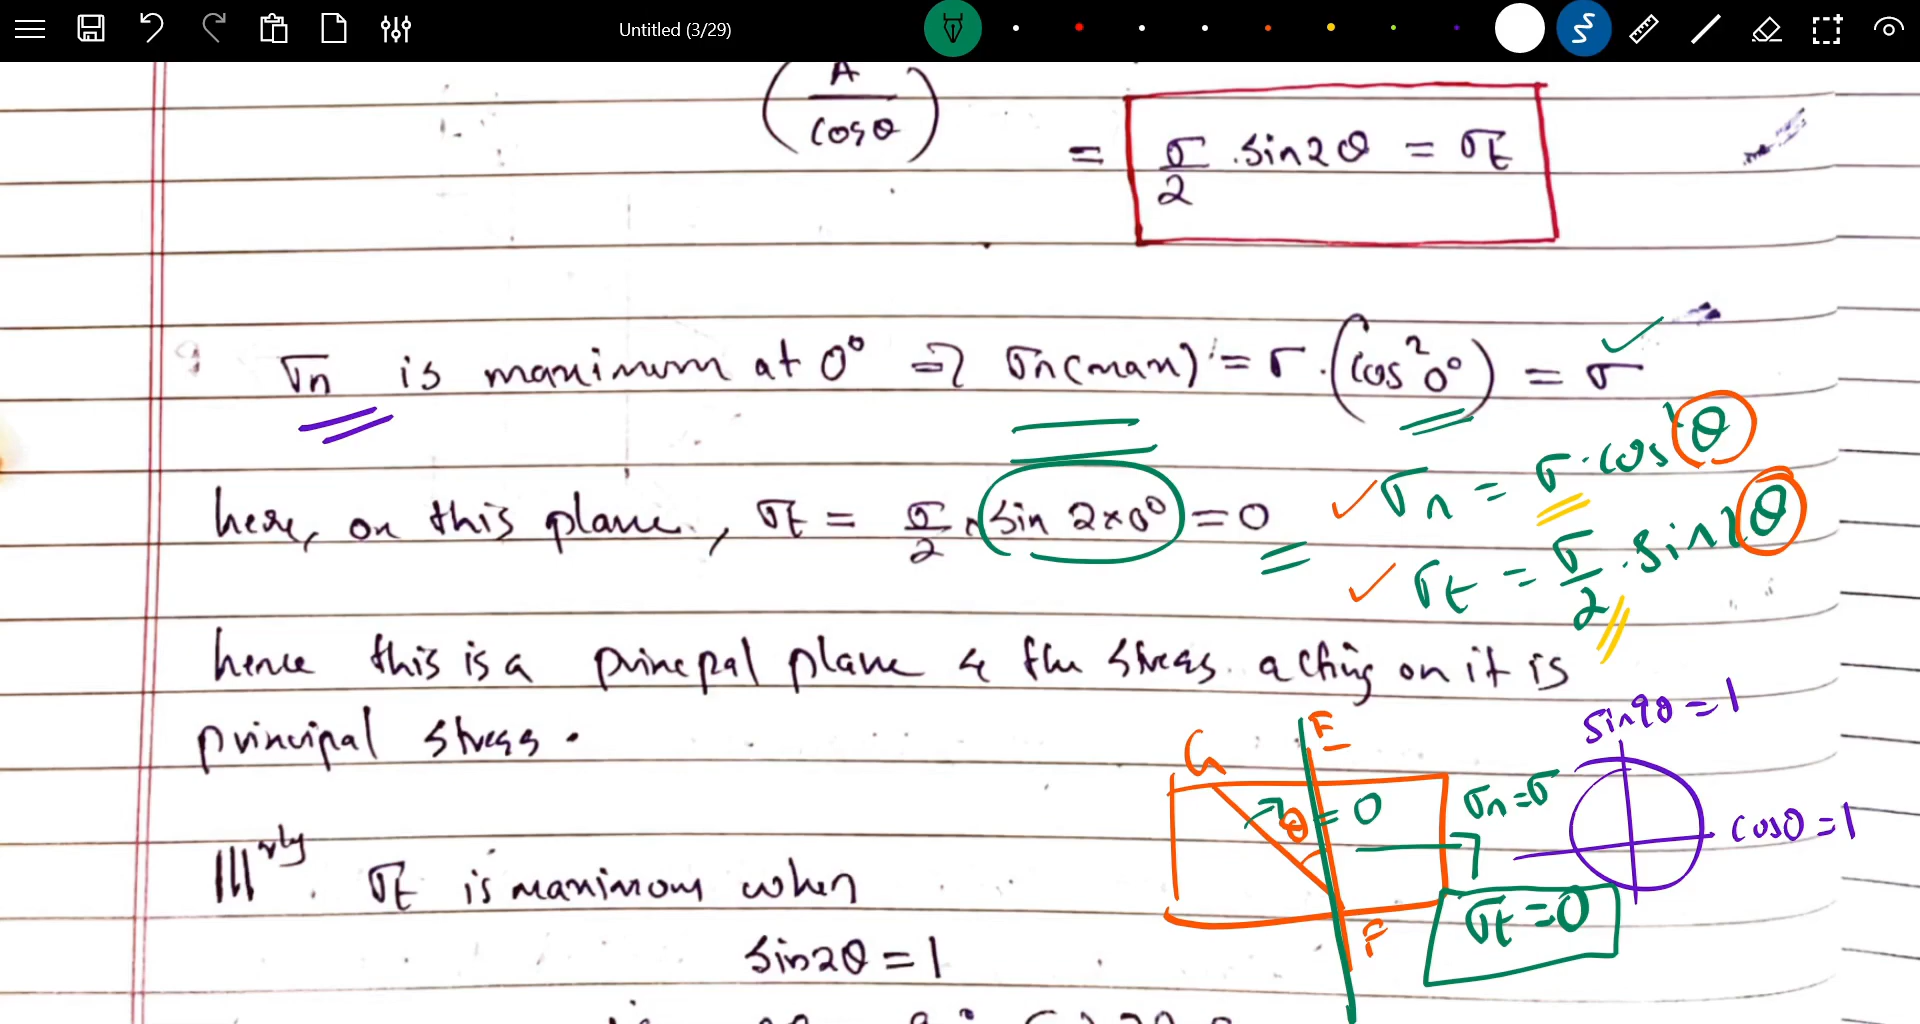 Untitled (3/29)
(A / cosθ)
= σ/2 .sin2θ = σt
σn is maximum at 0° => σn(max) = σ.(cos²0°) = σ
σn = σ.cos²θ
here, on this plane, σt = σ/2 × sin 2×0° = 0
σt = σ/2 .sin2θ
hence this is a principal plane & the stress acting on it is
principal stress.
sin90=1
G E
θ = 0 σn=σ
cos0=1
|||rly. σt is maximum when
F σt=0
sin2θ = 1